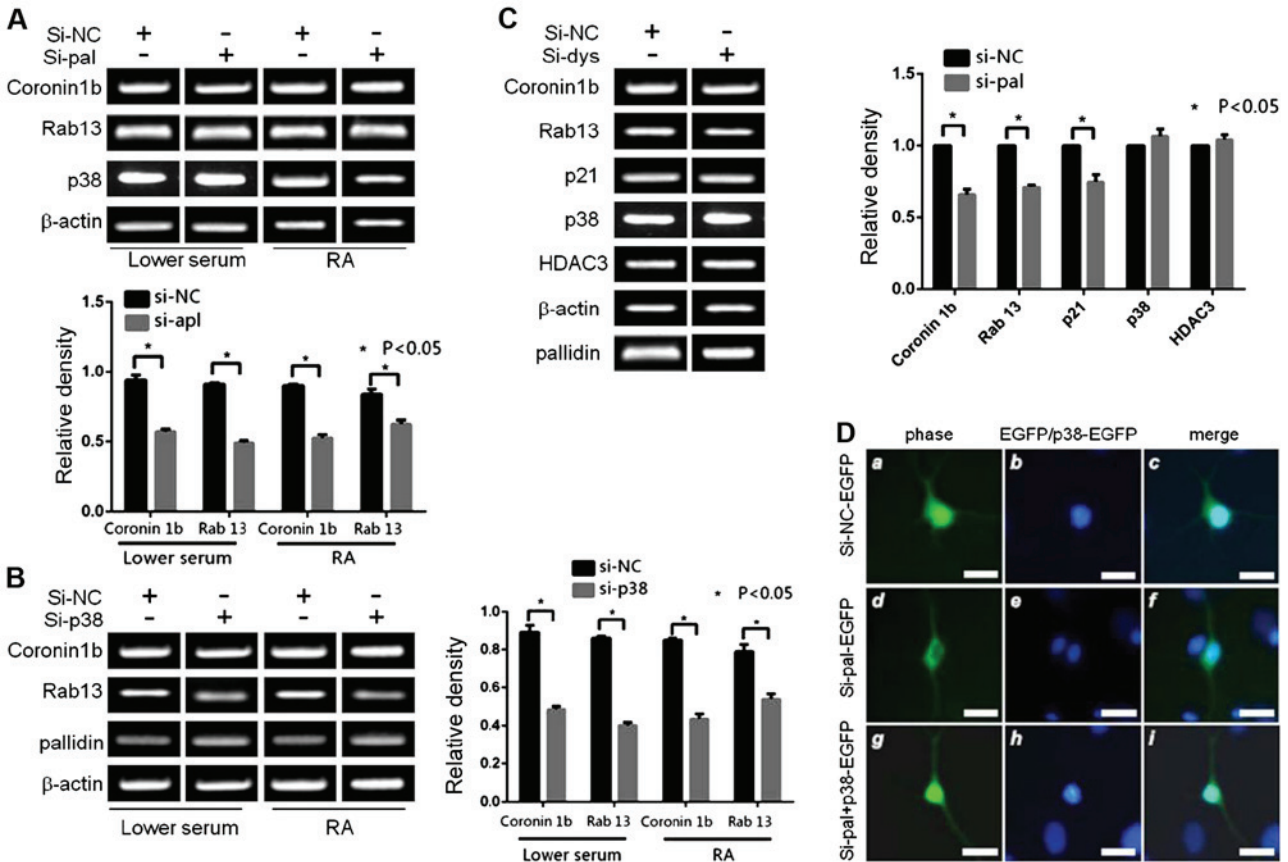 A
Si-NC + - + -
Si-pal - + - +
Coronin1b
Rab13
p38
β-actin
Lower serum RA
si-NC
si-apl
* P<0.05
Relative density
1.5
1.0
0.5
0.0
* * * *
Coronin 1b Rab 13 Coronin 1b Rab 13
Lower serum RA
B
Si-NC + - + -
Si-p38 - + - +
Coronin1b
Rab13
pallidin
β-actin
Lower serum RA
si-NC
si-p38
* P<0.05
Relative density
0.8
0.6
0.4
0.2
0.0
* * * *
Coronin 1b Rab 13 Coronin 1b Rab 13
Lower serum RA
C
Si-NC + -
Si-dys - +
Coronin1b
Rab13
p21
p38
HDAC3
β-actin
pallidin
si-NC
si-pal
* P<0.05
Relative density
1.5
1.0
0.5
0.0
* * *
Coronin 1b Rab 13 p21 p38 HDAC3
D
phase EGFP/p38-EGFP merge
Si-NC-EGFP
a b c
Si-pal-EGFP
d e f
Si-pal+p38-EGFP
g h i